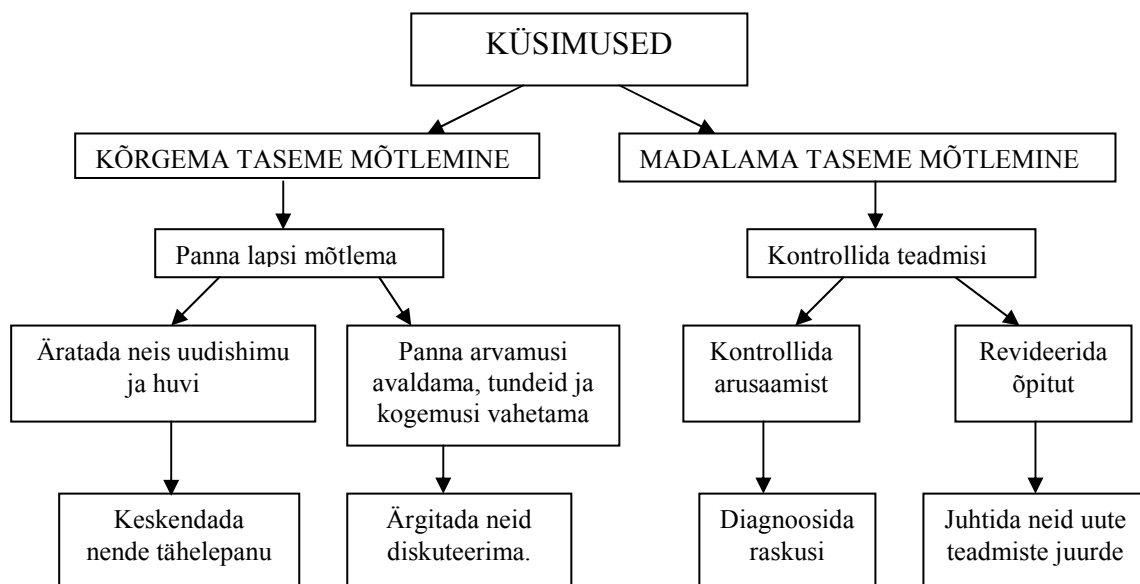 KÜSIMUSED
KÕRGEMA TASEME MÕTLEMINE
MADALAMA TASEME MÕTLEMINE
Panna lapsi mõtlema
Kontrollida teadmisi
Äratada neis uudishimu
ja huvi
Panna arvamusi
avaldama, tundeid ja
kogemusi vahetama
Kontrollida
arusaamist
Revideerida
õpitut
Keskendada
nende tähelepanu
Ärgitada neid
diskuteerima.
Diagnoosida
raskusi
Juhtida neid uute
teadmiste juurde